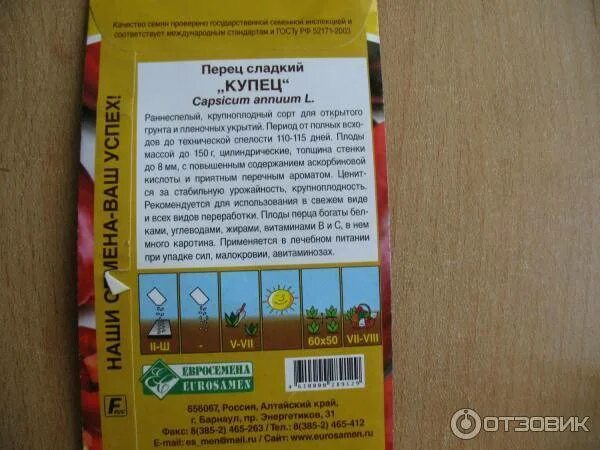 Качество семян проверено государственной семенной инспекцией и
соответствует международным стандартам и ГОСТу РФ 52171-2003
Перец сладкий
„КУПЕЦ“
Capsicum annuum L.
Раннеспелый, крупноплодный сорт для открытого
грунта и пленочных укрытий. Период от полных всхо-
дов до технической спелости 110-115 дней. Плоды
массой до 150 г, цилиндрические, толщина стенки
до 8 мм, с повышенным содержанием аскорбиновой
кислоты и приятным перечным ароматом. Ценит-
ся за стабильную урожайность, крупноплодность.
Рекомендуется для использования в свежем виде
и всех видов переработки. Плоды перца богаты бел-
ками, углеводами, жирами, витаминами В и С, в нем
много каротина. Применяется в лечебном питании
при упадке сил, малокровии, авитаминозах.
НАШИ СЕМЕНА-ВАШ УСПЕХ!
II-Ш
-
V-VII
60x50
VII-VIII
ЕВРОСЕМЕНА
EUROSAMEN
656067, Россия, Алтайский край,
г. Барнаул, пр. Энергетиков, 31
Факс: 8(385-2) 465-263 / Тел.: 8(385-2) 465-412
E-mail: es_men@mail.ru / Сайт: www.eurosamen.ru
ОТЗОВИК